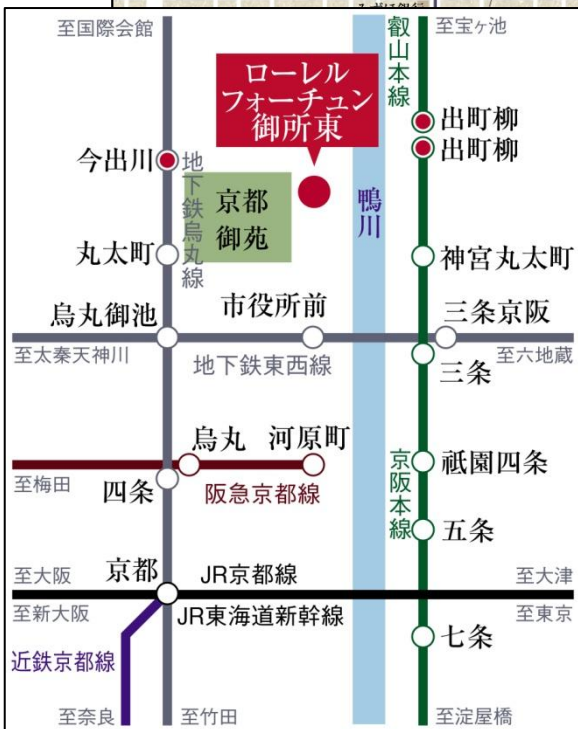 至国際会館
叡山本線
至宝ヶ池
ローレル
フォーチュン
御所東
出町柳
出町柳
今出川
地下鉄烏丸線
京都
御苑
鴨川
丸太町
神宮丸太町
烏丸御池
市役所前
三条京阪
至太秦天神川
地下鉄東西線
至六地蔵
三条
烏丸
河原町
祇園四条
至梅田
四条
阪急京都線
京阪本線
五条
京都
至大阪
JR京都線
至大津
至新大阪
JR東海道新幹線
至東京
近鉄京都線
七条
至奈良
至竹田
至淀屋橋